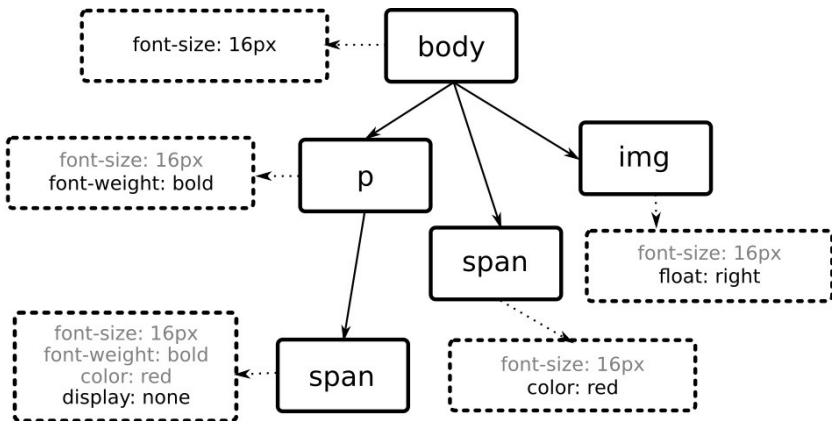 font-size: 16px
body
font-size: 16px
font-weight: bold
p
img
span
font-size: 16px
float: right
font-size: 16px
font-weight: bold
color: red
display: none
span
font-size: 16px
color: red